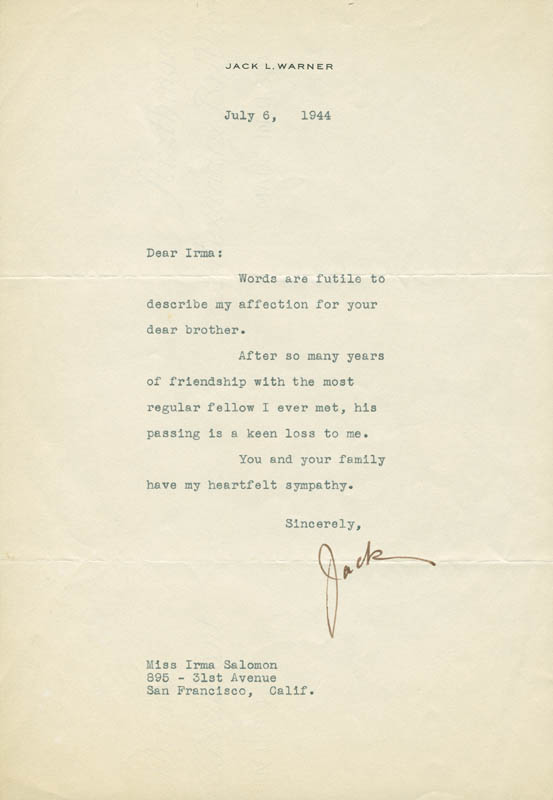 JACK L. WARNER
July 6, 1944
Dear Irma:
Words are futile to
describe my affection for your
dear brother.
After so many years
of friendship with the most
regular fellow I ever met, his
passing is a keen loss to me.
You and your family
have my heartfelt sympathy.
Sincerely,
Jack
Miss Irma Salomon
895 - 31st Avenue
San Francisco, Calif.